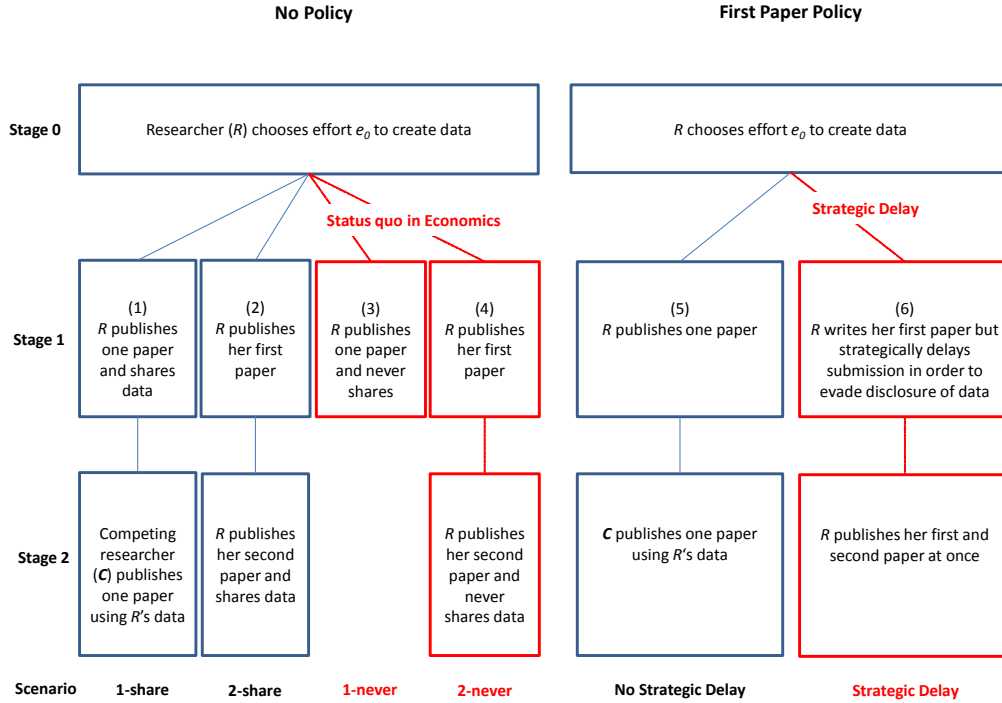 No Policy
First Paper Policy
Stage 0
Researcher (R) chooses effort e0 to create data
R chooses effort e0 to create data
Status quo in Economics
Strategic Delay
Stage 1
(1)
R publishes
one paper
and shares
data
(2)
R publishes
her first
paper
(3)
R publishes
one paper
and never
shares
(4)
R publishes
her first
paper
(5)
R publishes one paper
(6)
R writes her first paper but
strategically delays
submission in order to
evade disclosure of data
Stage 2
Competing
researcher
(C) publishes
one paper
using R's data
R publishes
her second
paper and
shares data
R publishes
her second
paper and
never
shares data
C publishes one paper
using R's data
R publishes her first and
second paper at once
Scenario
1-share
2-share
1-never
2-never
No Strategic Delay
Strategic Delay